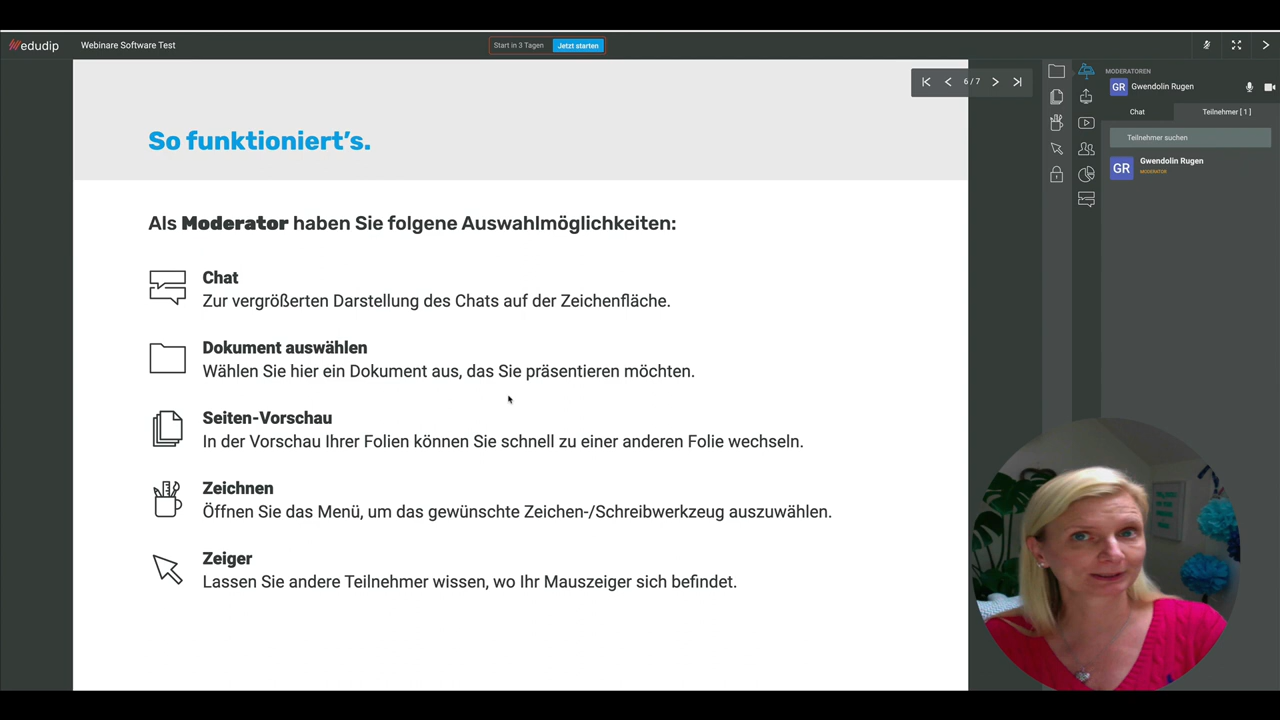 edudip
Webinare Software Test
Start in 3 Tagen
Jetzt starten
6 / 7
MODERATOREN
GR
Gwendolin Rugen
Chat
Teilnehmer [ 1 ]
Teilnehmer suchen
GR
Gwendolin Rugen
MODERATOR
So funktioniert’s.
Als Moderator haben Sie folgene Auswahlmöglichkeiten:
Chat
Zur vergrößerten Darstellung des Chats auf der Zeichenfläche.
Dokument auswählen
Wählen Sie hier ein Dokument aus, das Sie präsentieren möchten.
Seiten-Vorschau
In der Vorschau Ihrer Folien können Sie schnell zu einer anderen Folie wechseln.
Zeichnen
Öffnen Sie das Menü, um das gewünschte Zeichen-/Schreibwerkzeug auszuwählen.
Zeiger
Lassen Sie andere Teilnehmer wissen, wo Ihr Mauszeiger sich befindet.